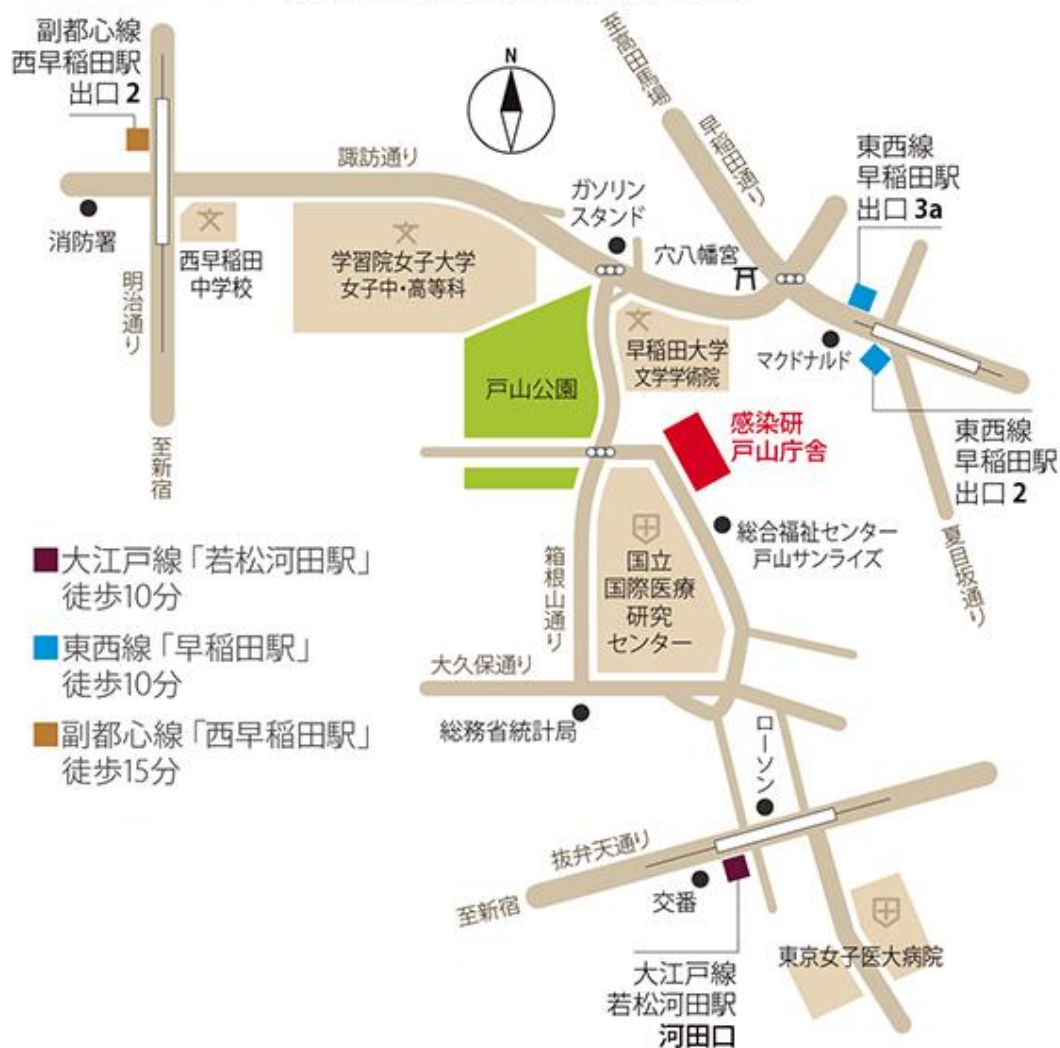 副都心線
西早稲田駅
出口 2
N
至高田馬場
早稲田通り
諏訪通り
ガソリン
スタンド
穴八幡宮
東西線
早稲田駅
出口 3a
消防署
西早稲田
中学校
学習院女子大学
女子中・高等科
明治通り
早稲田大学
文学学術院
マクドナルド
戸山公園
感染研
戸山庁舎
東西線
早稲田駅
出口 2
至新宿
総合福祉センター
戸山サンライズ
夏目坂通り
箱根山通り
国立
国際医療
研究
センター
大江戸線「若松河田駅」
徒歩10分
東西線「早稲田駅」
徒歩10分
副都心線「西早稲田駅」
徒歩15分
大久保通り
総務省統計局
ローソン
抜弁天通り
至新宿
交番
東京女子医大病院
大江戸線
若松河田駅
河田口